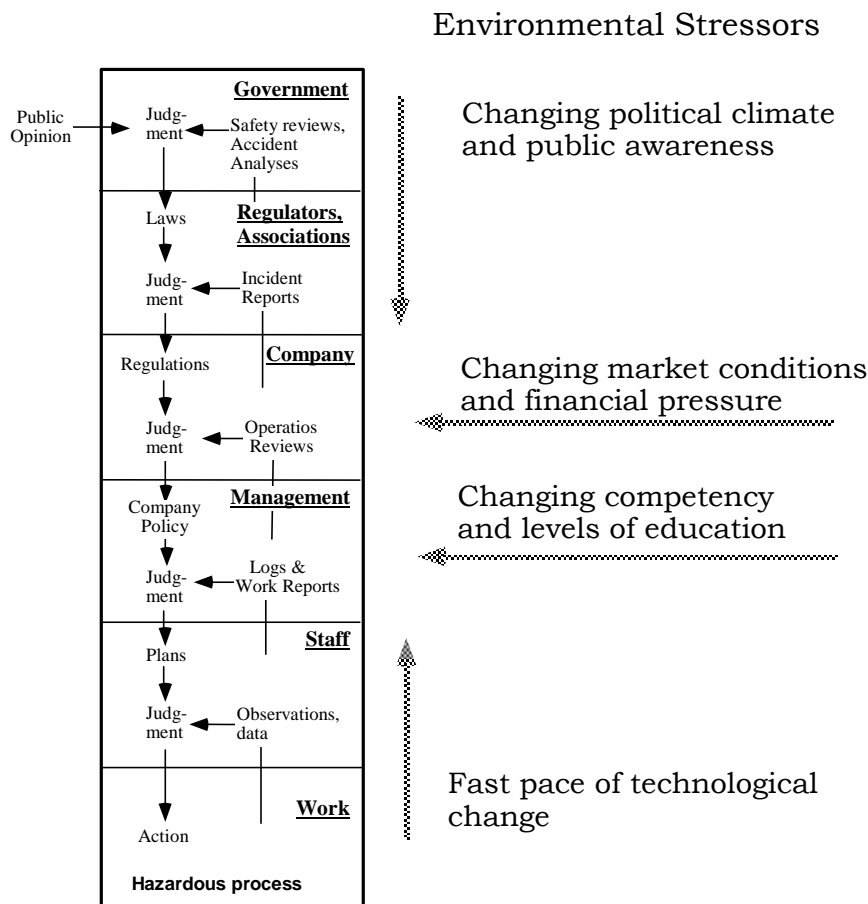 Environmental Stressors
Government
Public
Opinion
Judg-
ment
Safety reviews,
Accident
Analyses
Changing political climate
and public awareness
Laws
Regulators,
Associations
Judg-
ment
Incident
Reports
Regulations
Company
Changing market conditions
and financial pressure
Judg-
ment
Operatios
Reviews
Company
Policy
Management
Changing competency
and levels of education
Judg-
ment
Logs &
Work Reports
Staff
Plans
Judg-
ment
Observations,
data
Work
Action
Fast pace of technological
change
Hazardous process